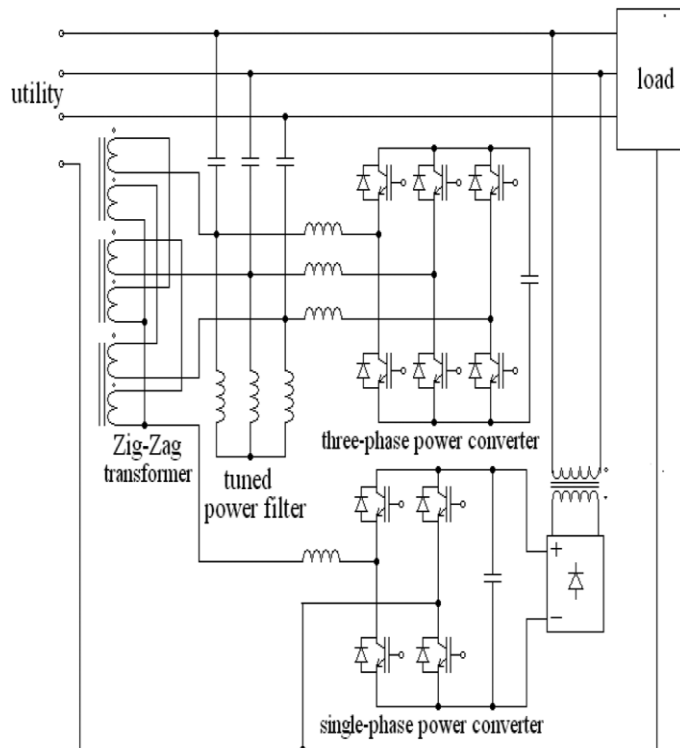 utility
load
three-phase power converter
Zig-Zag
transformer
tuned
power filter
+
−
single-phase power converter